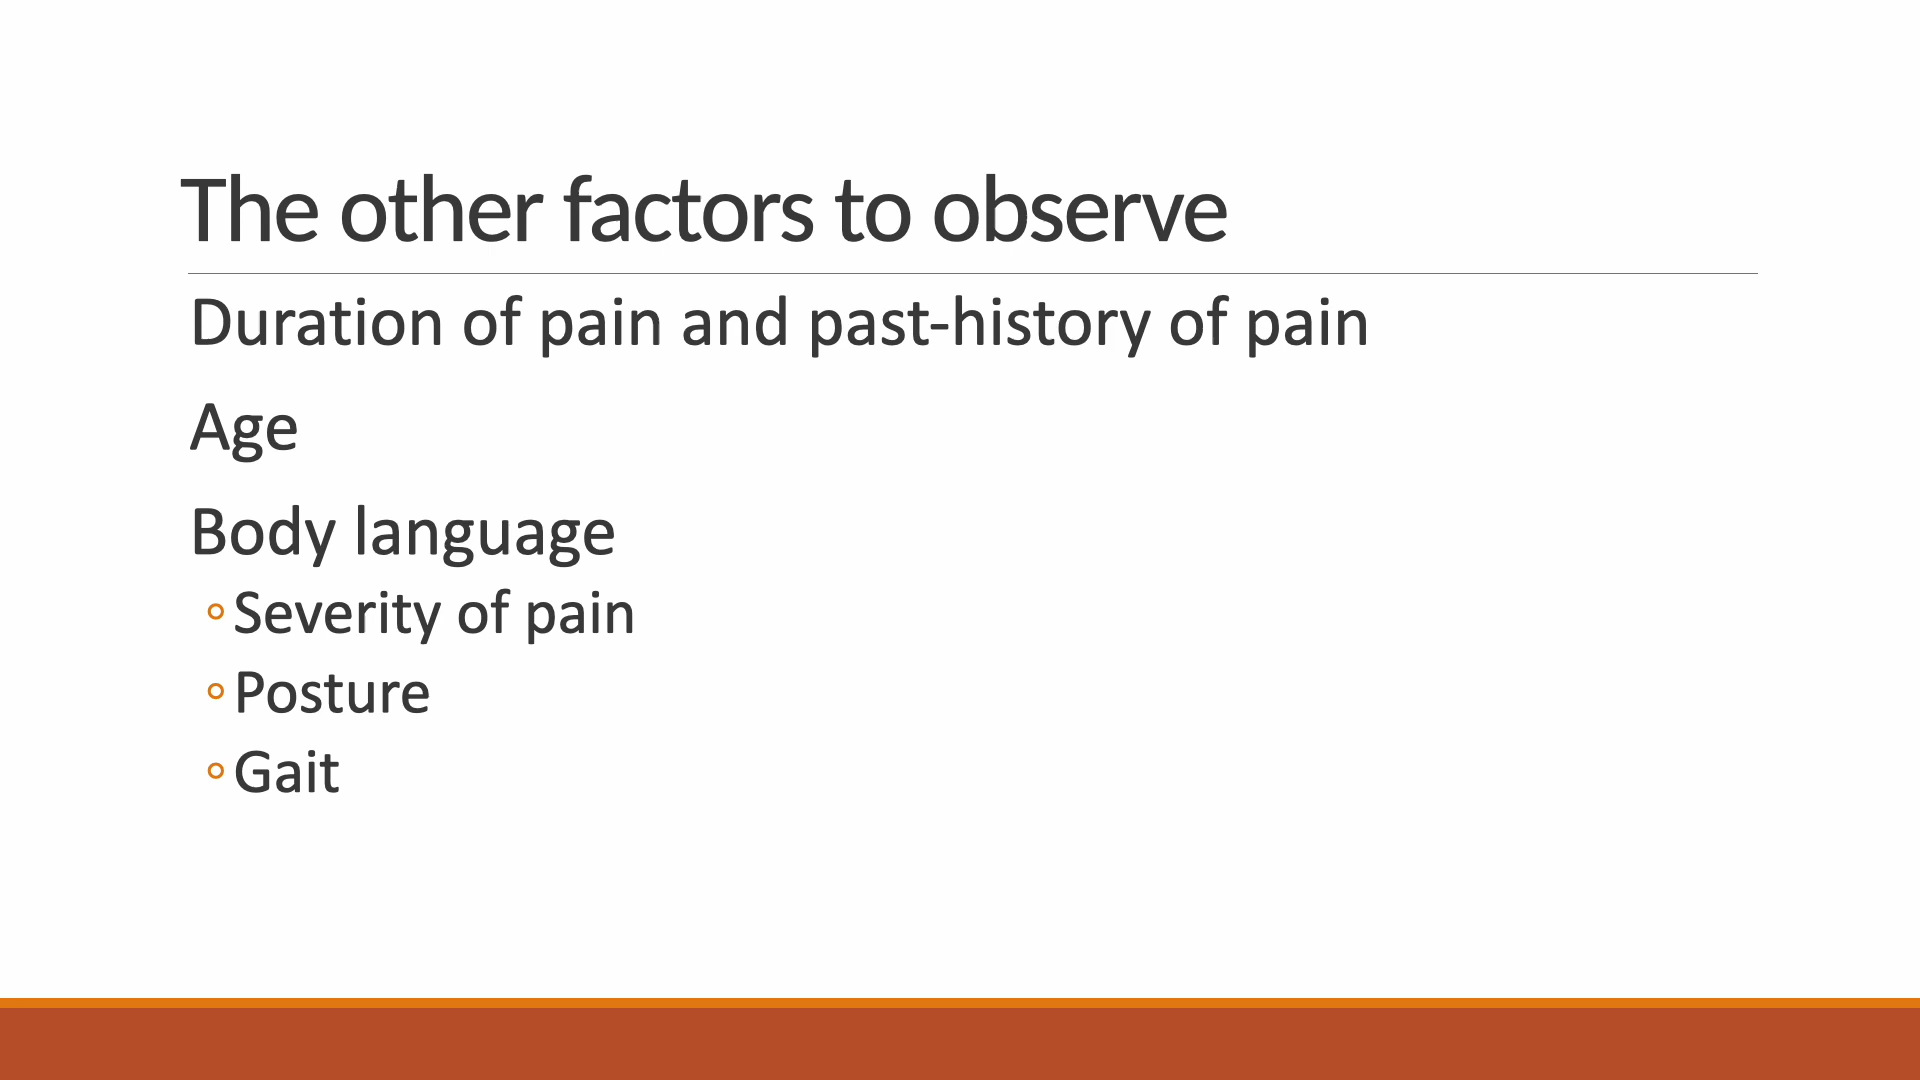 The other factors to observe
Duration of pain and past-history of pain
Age
Body language
◦Severity of pain
◦Posture
◦Gait